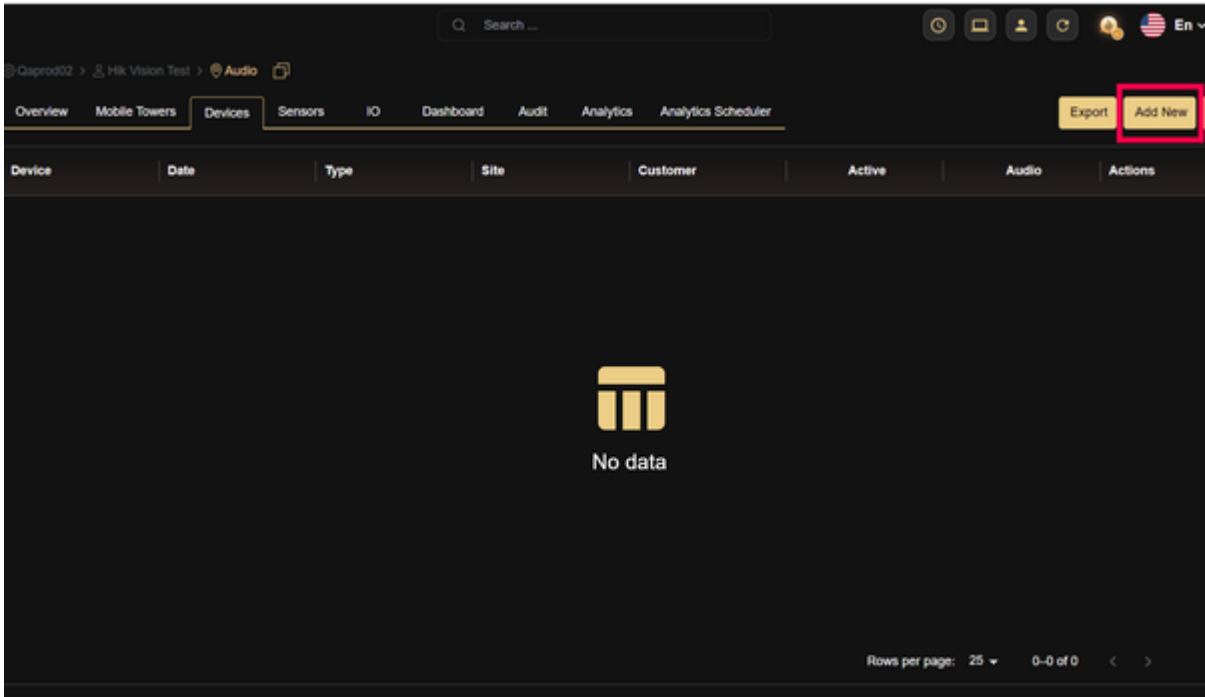 Search ...
En
Qaprod02 > Hik Vision Test > Audio
Overview Mobile Towers Devices Sensors IO Dashboard Audit Analytics Analytics Scheduler Export Add New
Device Date Type Site Customer Active Audio Actions
No data
Rows per page: 25 0–0 of 0